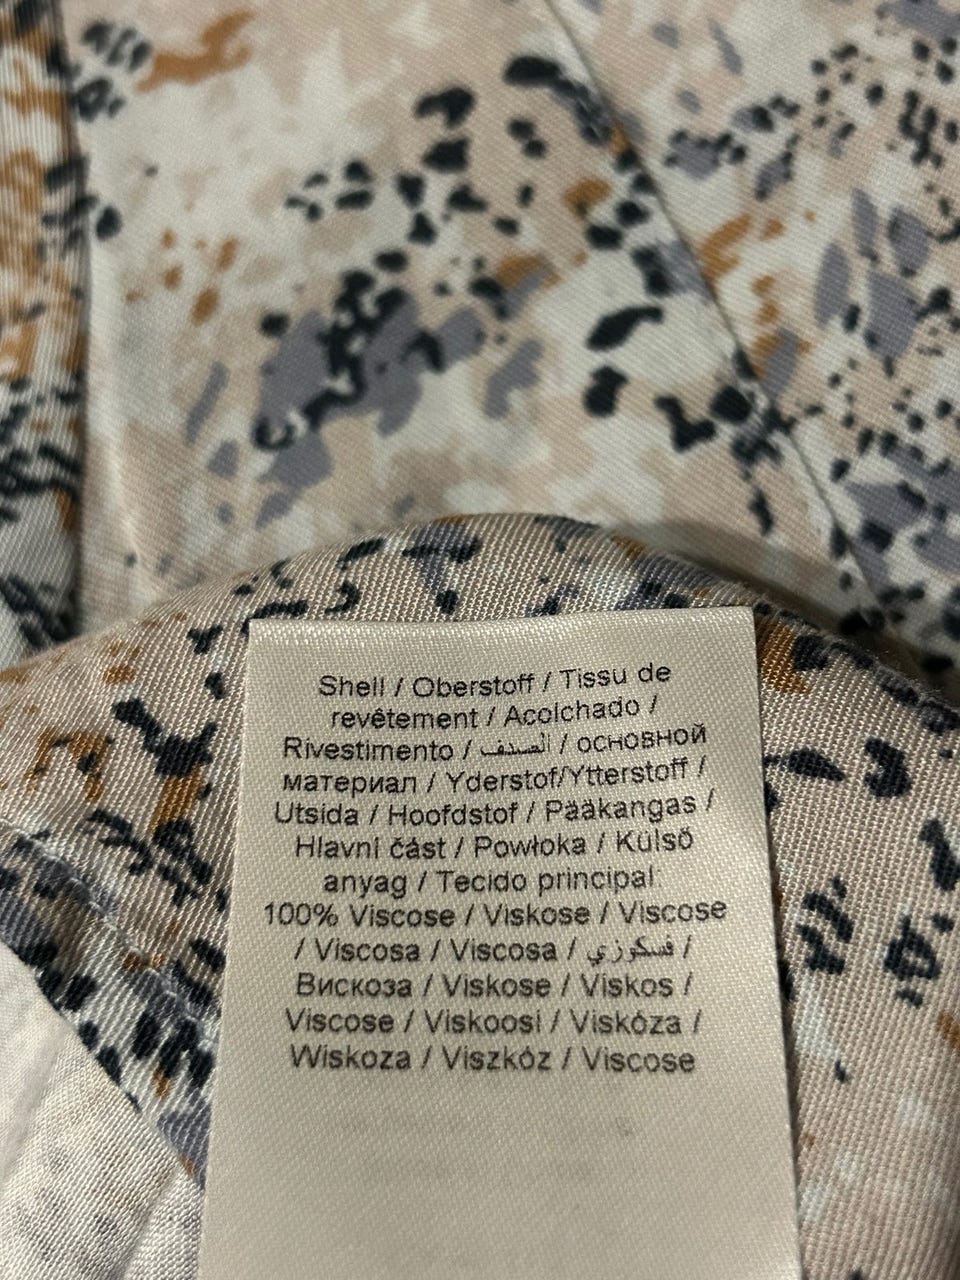 Shell / Oberstoff / Tissu de
revêtement / Acolchado /
Rivestimento / الصدف / основной
материал / Yderstof/Ytterstoff /
Utsida / Hoofdstof / Pääkangas /
Hlavní část / Powłoka / Külső
anyag / Tecido principal:
100% Viscose / Viskose / Viscose
/ Viscosa / Viscosa / فسكوزي /
Вискоза / Viskose / Viskos /
Viscose / Viskoosi / Viskóza /
Wiskoza / Viszkóz / Viscose